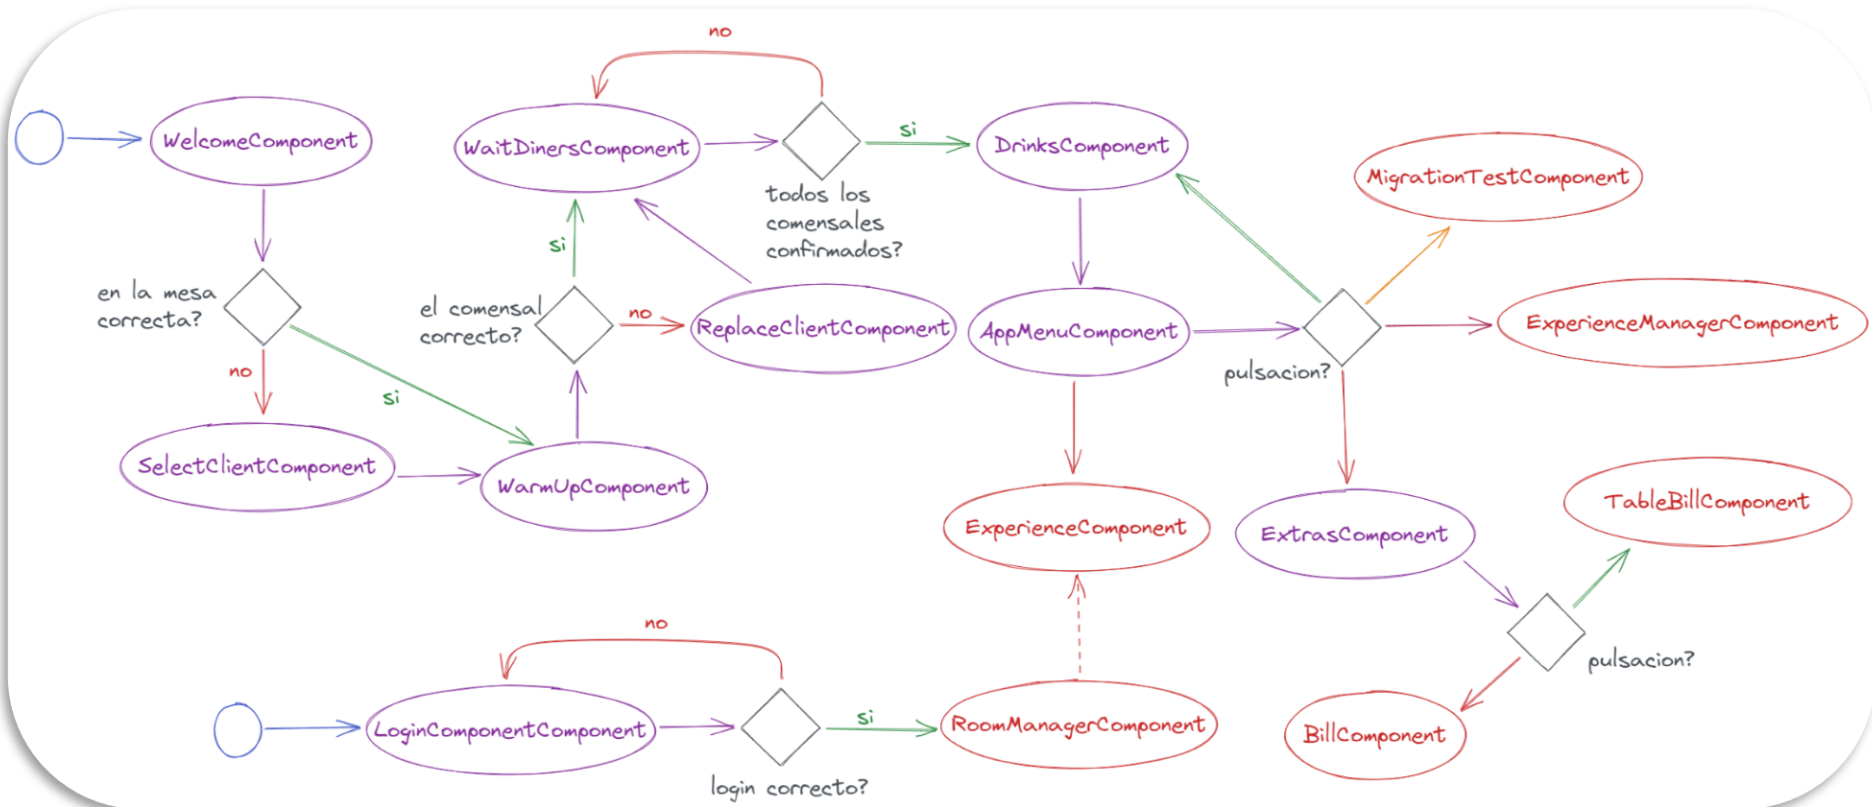 no
WelcomeComponent
WaitDinersComponent
si
DrinksComponent
todos los
comensales
confirmados?
MigrationTestComponent
en la mesa
correcta?
si
el comensal
correcto?
no
ReplaceClientComponent
AppMenuComponent
pulsacion?
ExperienceManagerComponent
no
si
SelectClientComponent
WarmUpComponent
ExperienceComponent
ExtrasComponent
TableBillComponent
pulsacion?
BillComponent
no
LoginComponentComponent
si
RoomManagerComponent
login correcto?